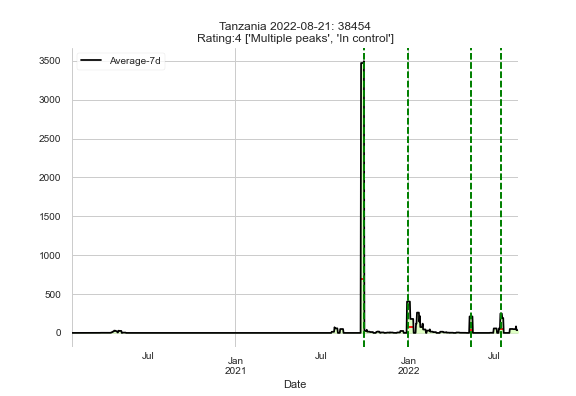 Tanzania 2022-08-21: 38454
Rating:4 ['Multiple peaks', 'In control']
Average-7d
3500
3000
2500
2000
1500
1000
500
0
Jul
Jan
2021
Jul
Jan
2022
Jul
Date